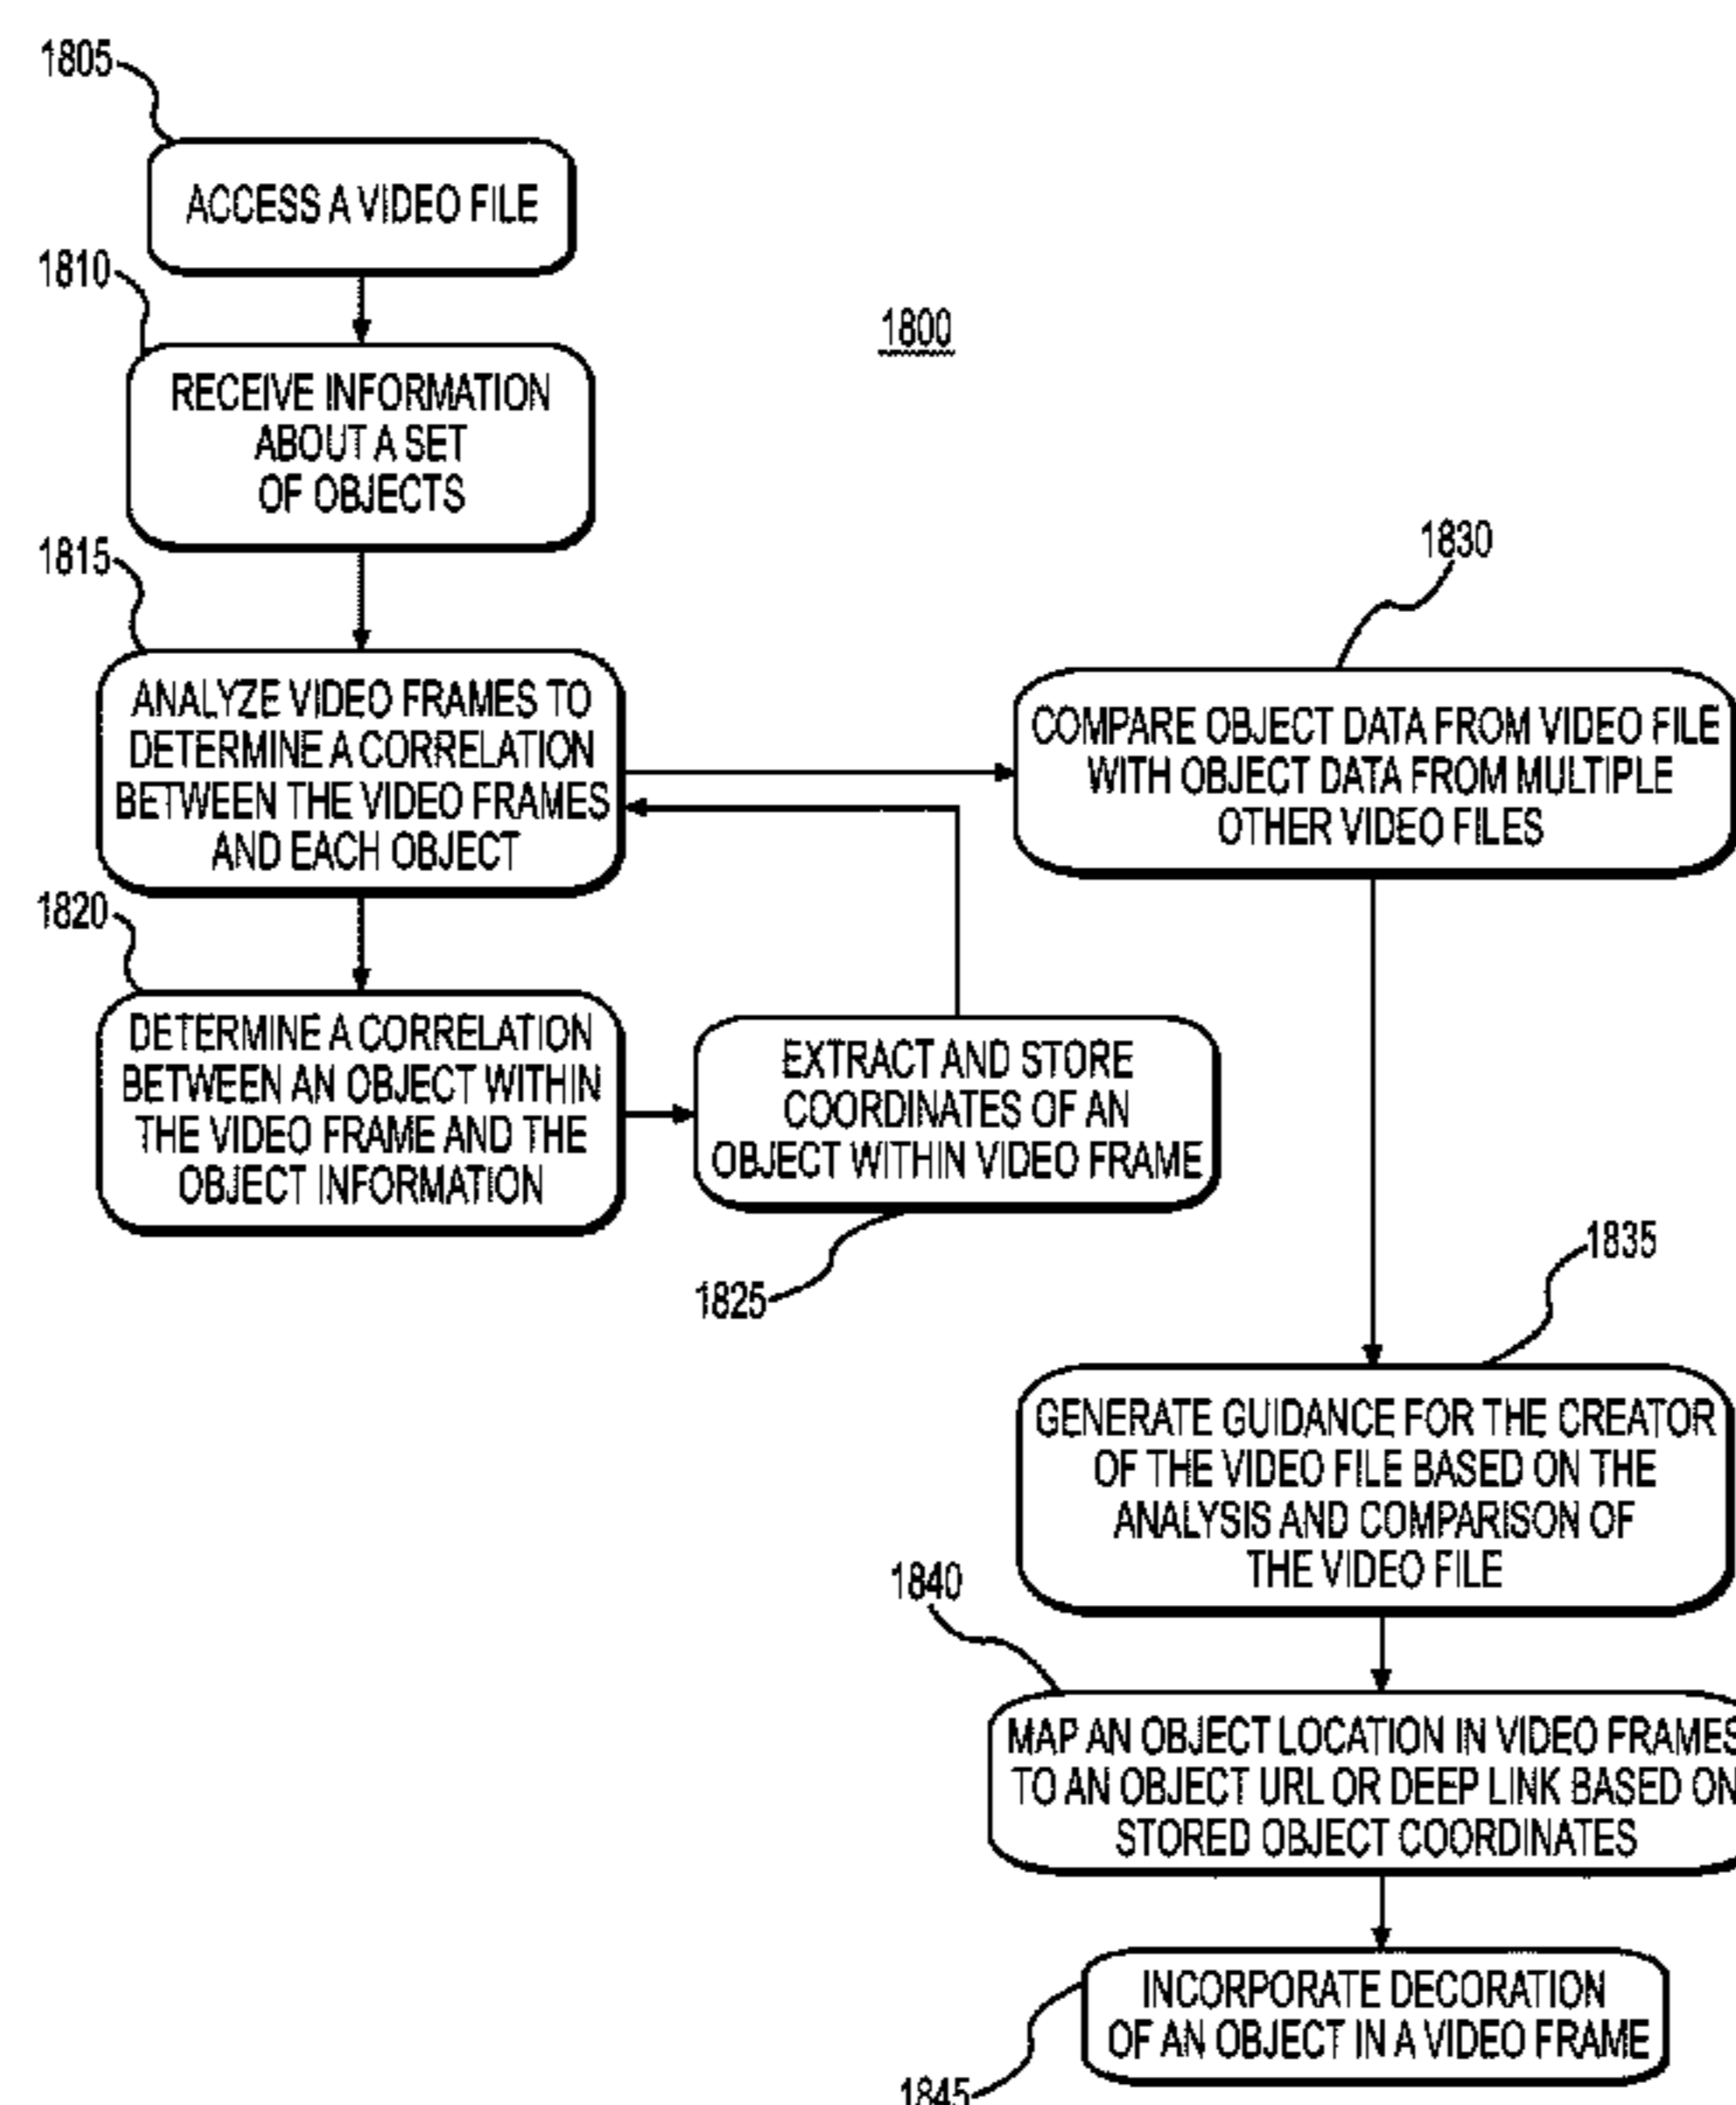 1805
ACCESS A VIDEO FILE
1810
RECEIVE INFORMATION
ABOUT A SET
OF OBJECTS
1800
1815
ANALYZE VIDEO FRAMES TO
DETERMINE A CORRELATION
BETWEEN THE VIDEO FRAMES
AND EACH OBJECT
1830
COMPARE OBJECT DATA FROM VIDEO FILE
WITH OBJECT DATA FROM MULTIPLE
OTHER VIDEO FILES
1820
DETERMINE A CORRELATION
BETWEEN AN OBJECT WITHIN
THE VIDEO FRAME AND THE
OBJECT INFORMATION
EXTRACT AND STORE
COORDINATES OF AN
OBJECT WITHIN VIDEO FRAME
1825
1835
GENERATE GUIDANCE FOR THE CREATOR
OF THE VIDEO FILE BASED ON THE
ANALYSIS AND COMPARISON OF
THE VIDEO FILE
1840
MAP AN OBJECT LOCATION IN VIDEO FRAMES
TO AN OBJECT URL OR DEEP LINK BASED ON
STORED OBJECT COORDINATES
INCORPORATE DECORATION
OF AN OBJECT IN A VIDEO FRAME
1845